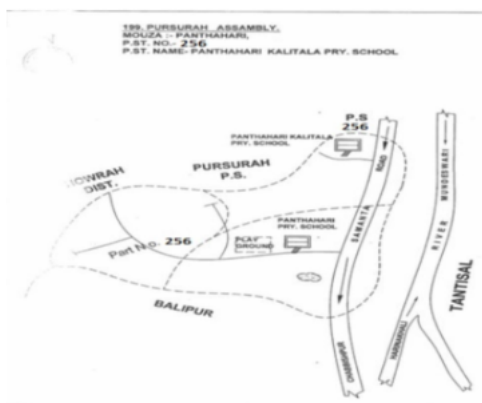 199. PURSURAH ASSEMBLY.
MOUZA :- PANTHAHARI,
P.ST. NO.- 256
P.ST. NAME- PANTHAHARI KALITALA PRY. SCHOOL
P.S
256
PANTHAHARI KALITALA
PRY. SCHOOL
HOWRAH
DIST.
PURSURAH
P.S.
ROAD
SAMANTA
RIVER MUNDESWARI
PANTHAHARI
PRY. SCHOOL
PLAY
GROUND
Part No. 256
BALIPUR
TANTISAL